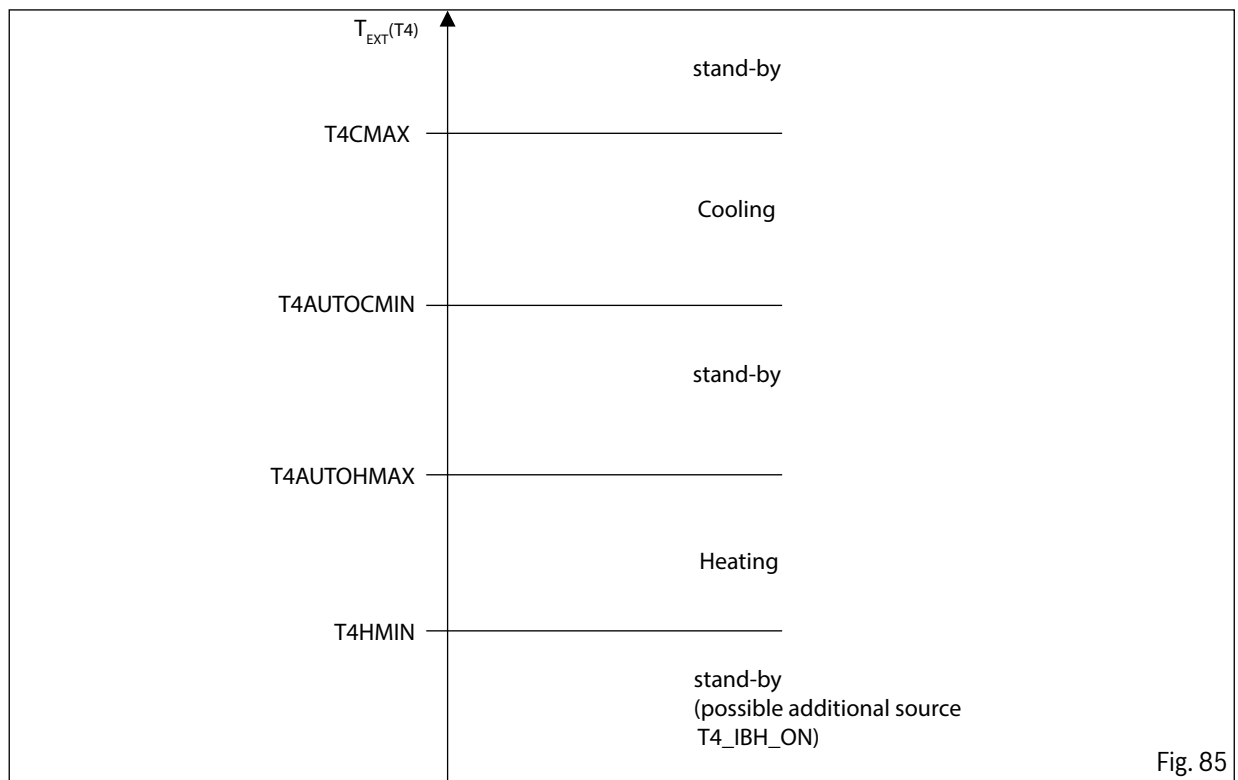 T_EXT(T4)
stand-by
T4CMAX
Cooling
T4AUTOCMIN
stand-by
T4AUTOHMAX
Heating
T4HMIN
stand-by
(possible additional source
T4_IBH_ON)
Fig. 85